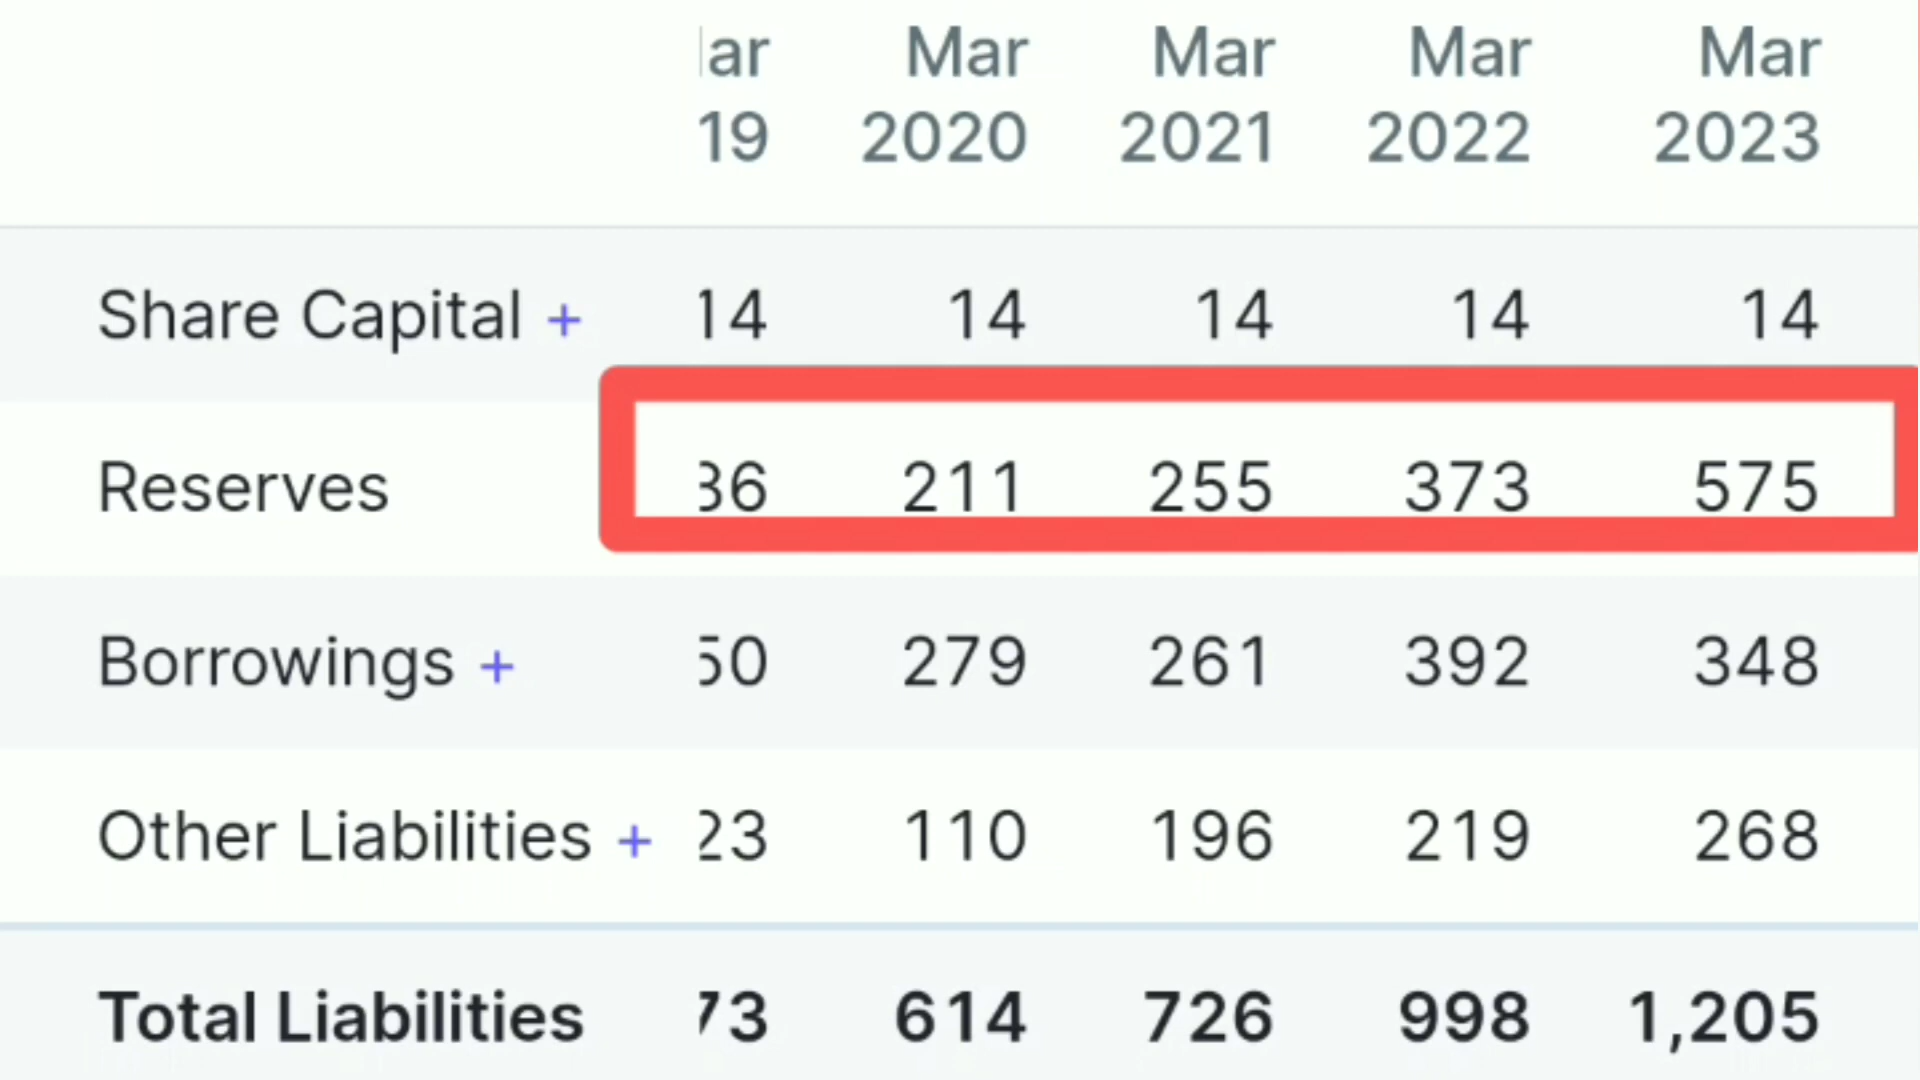 ar Mar Mar Mar Mar
19 2020 2021 2022 2023
Share Capital + 14 14 14 14 14
Reserves 36 211 255 373 575
Borrowings + 50 279 261 392 348
Other Liabilities + 23 110 196 219 268
Total Liabilities 73 614 726 998 1,205